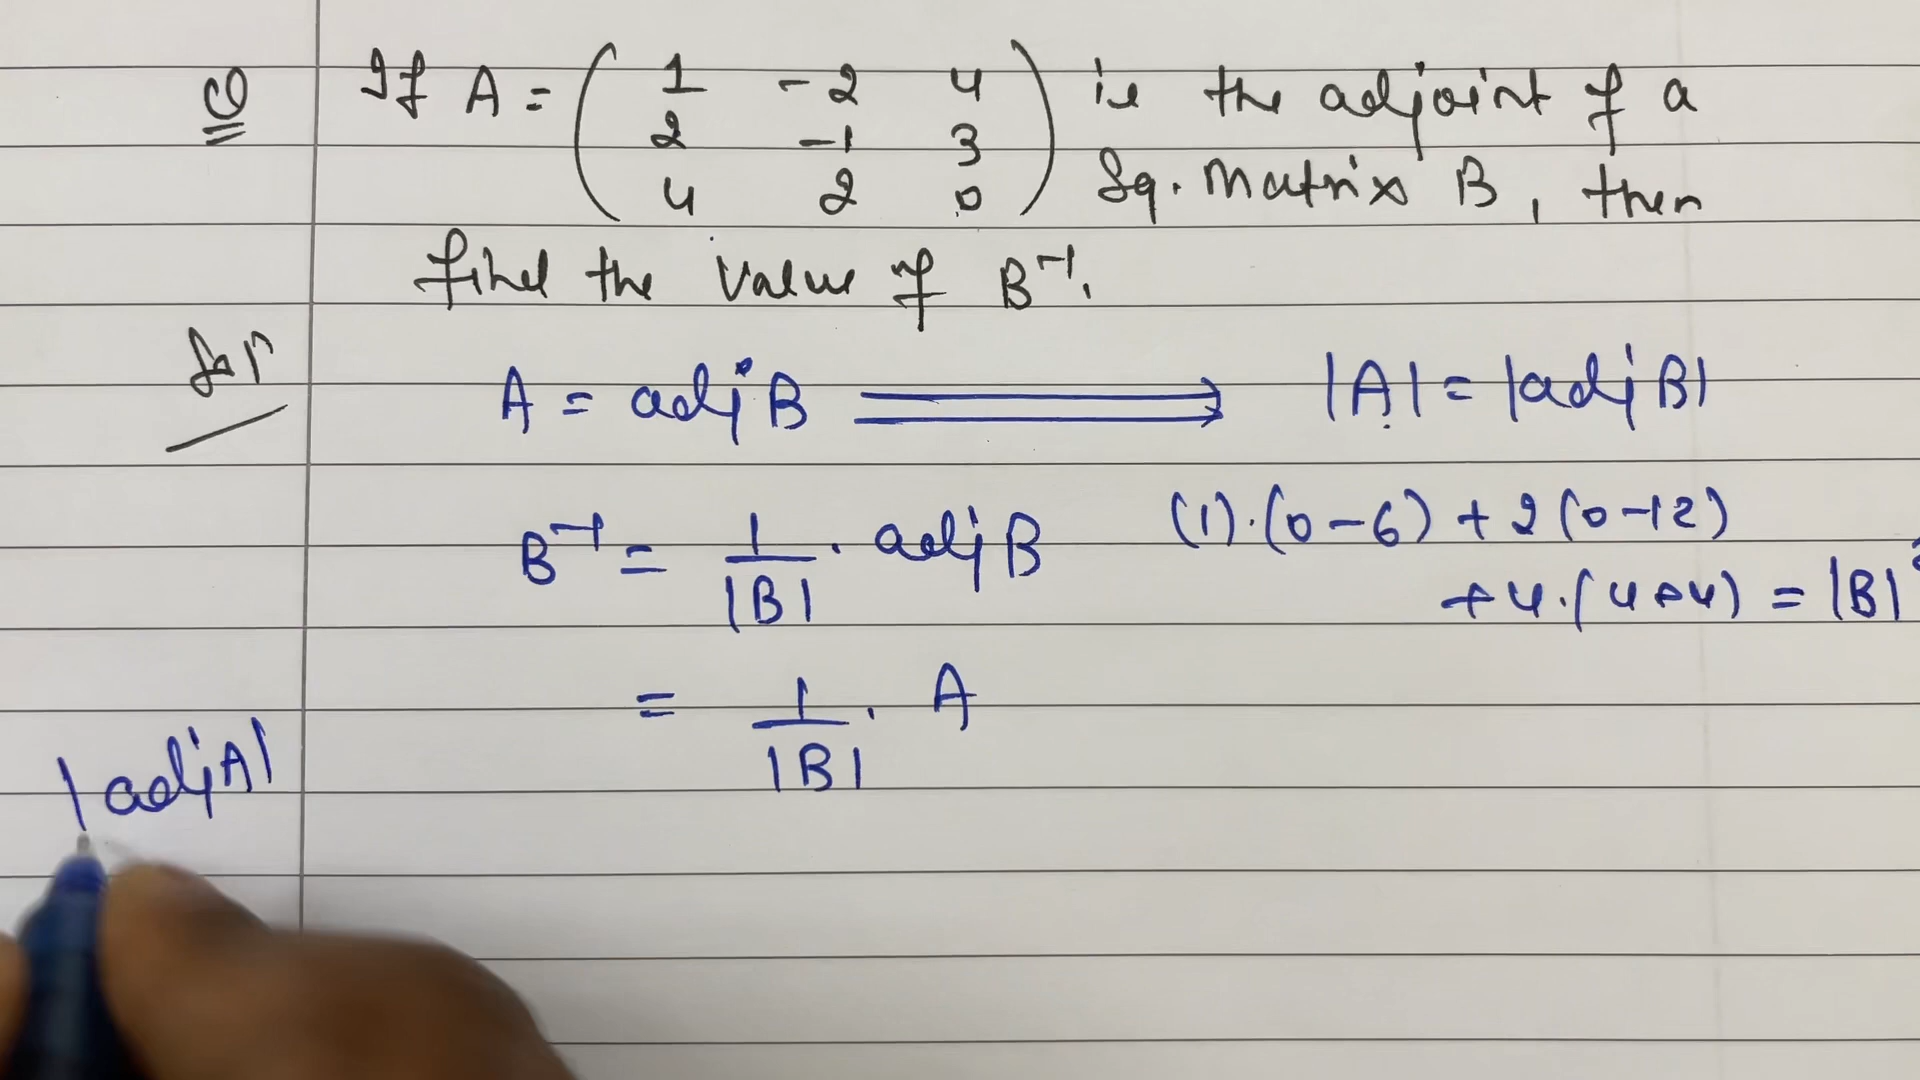 Q If A = ( 1 -2 4 ) is the adjoint of a
2 -1 3
4 2 0 Sq. Matrix B, then
find the value of B⁻¹.
Solⁿ
A = adj B ⟹ |A| = |adj B|
B⁻¹ = 1/|B| . adj B (1).(0-6) + 2(0-12)
+4.(4+4) = |B|²
= 1/|B| . A
|adj A|